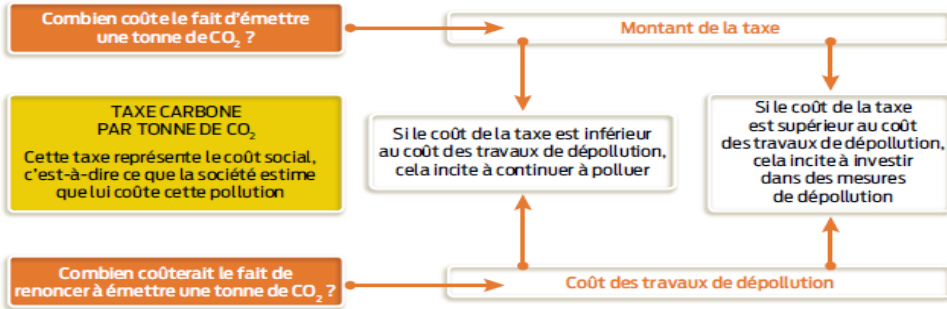 Combien coûte le fait d'émettre
une tonne de CO₂ ?
Montant de la taxe
TAXE CARBONE
PAR TONNE DE CO₂
Cette taxe représente le coût social,
c'est-à-dire ce que la société estime
que lui coûte cette pollution
Si le coût de la taxe est inférieur
au coût des travaux de dépollution,
cela incite à continuer à polluer
Si le coût de la taxe
est supérieur au coût
des travaux de dépollution,
cela incite à investir
dans des mesures
de dépollution
Combien coûterait le fait de
renoncer à émettre une tonne de CO₂ ?
Coût des travaux de dépollution